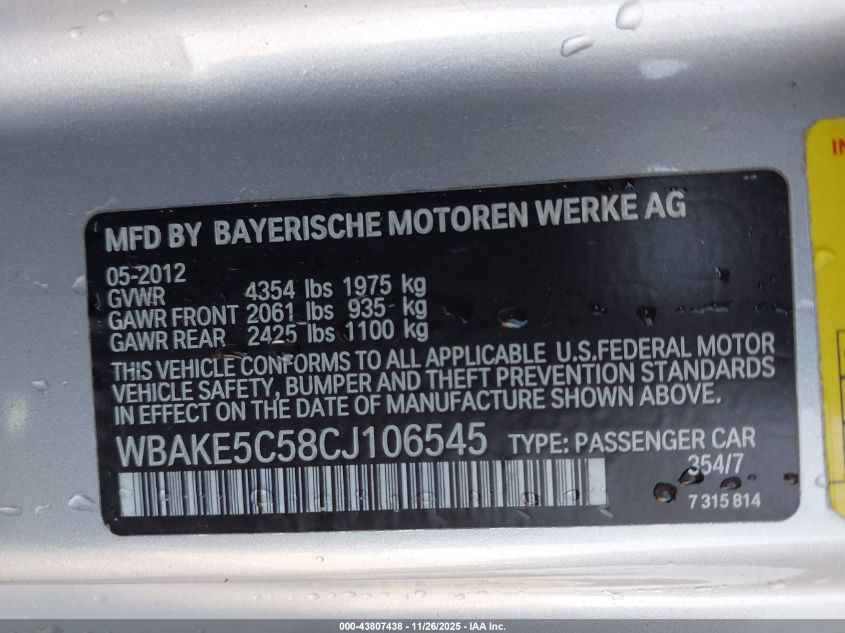 MFD BY BAYERISCHE MOTOREN WERKE AG
05-2012
GVWR 4354 lbs 1975 kg
GAWR FRONT 2061 lbs 935 kg
GAWR REAR 2425 lbs 1100 kg
THIS VEHICLE CONFORMS TO ALL APPLICABLE U.S.FEDERAL MOTOR
VEHICLE SAFETY, BUMPER AND THEFT PREVENTION STANDARDS
IN EFFECT ON THE DATE OF MANUFACTURE SHOWN ABOVE.
WBAKE5C58CJ106545 TYPE: PASSENGER CAR
354/7
7 315 814
000-43807438 - 11/26/2025 - IAA Inc.